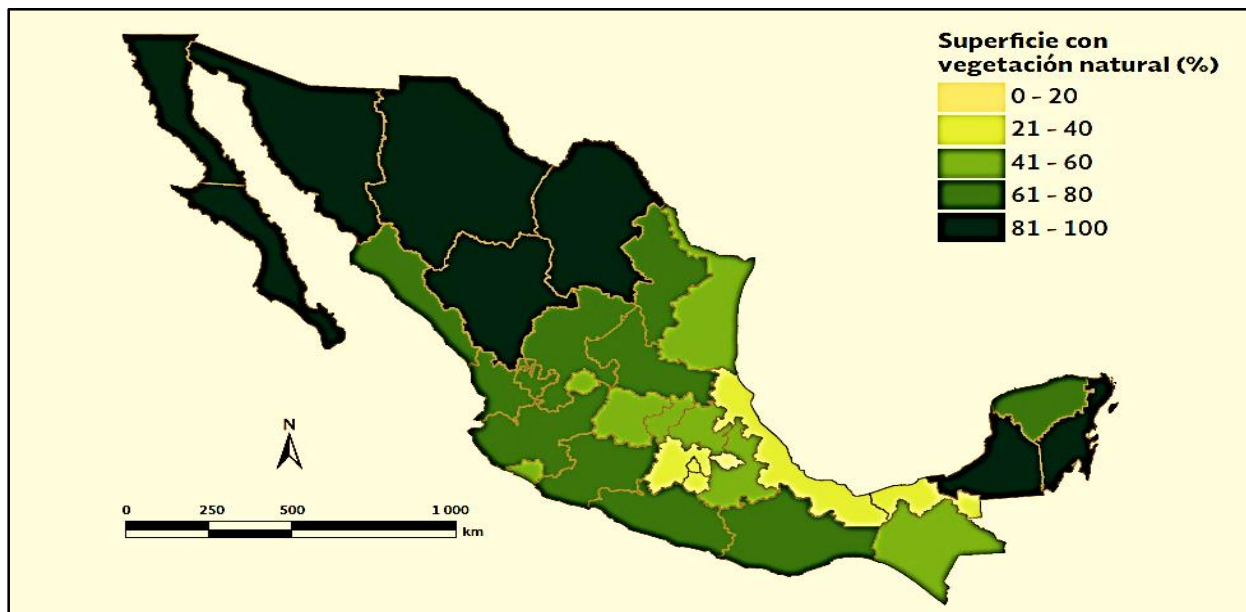 Superficie con
vegetación natural (%)
0 - 20
21 - 40
41 - 60
61 - 80
81 - 100
N
0 250 500 1 000
km